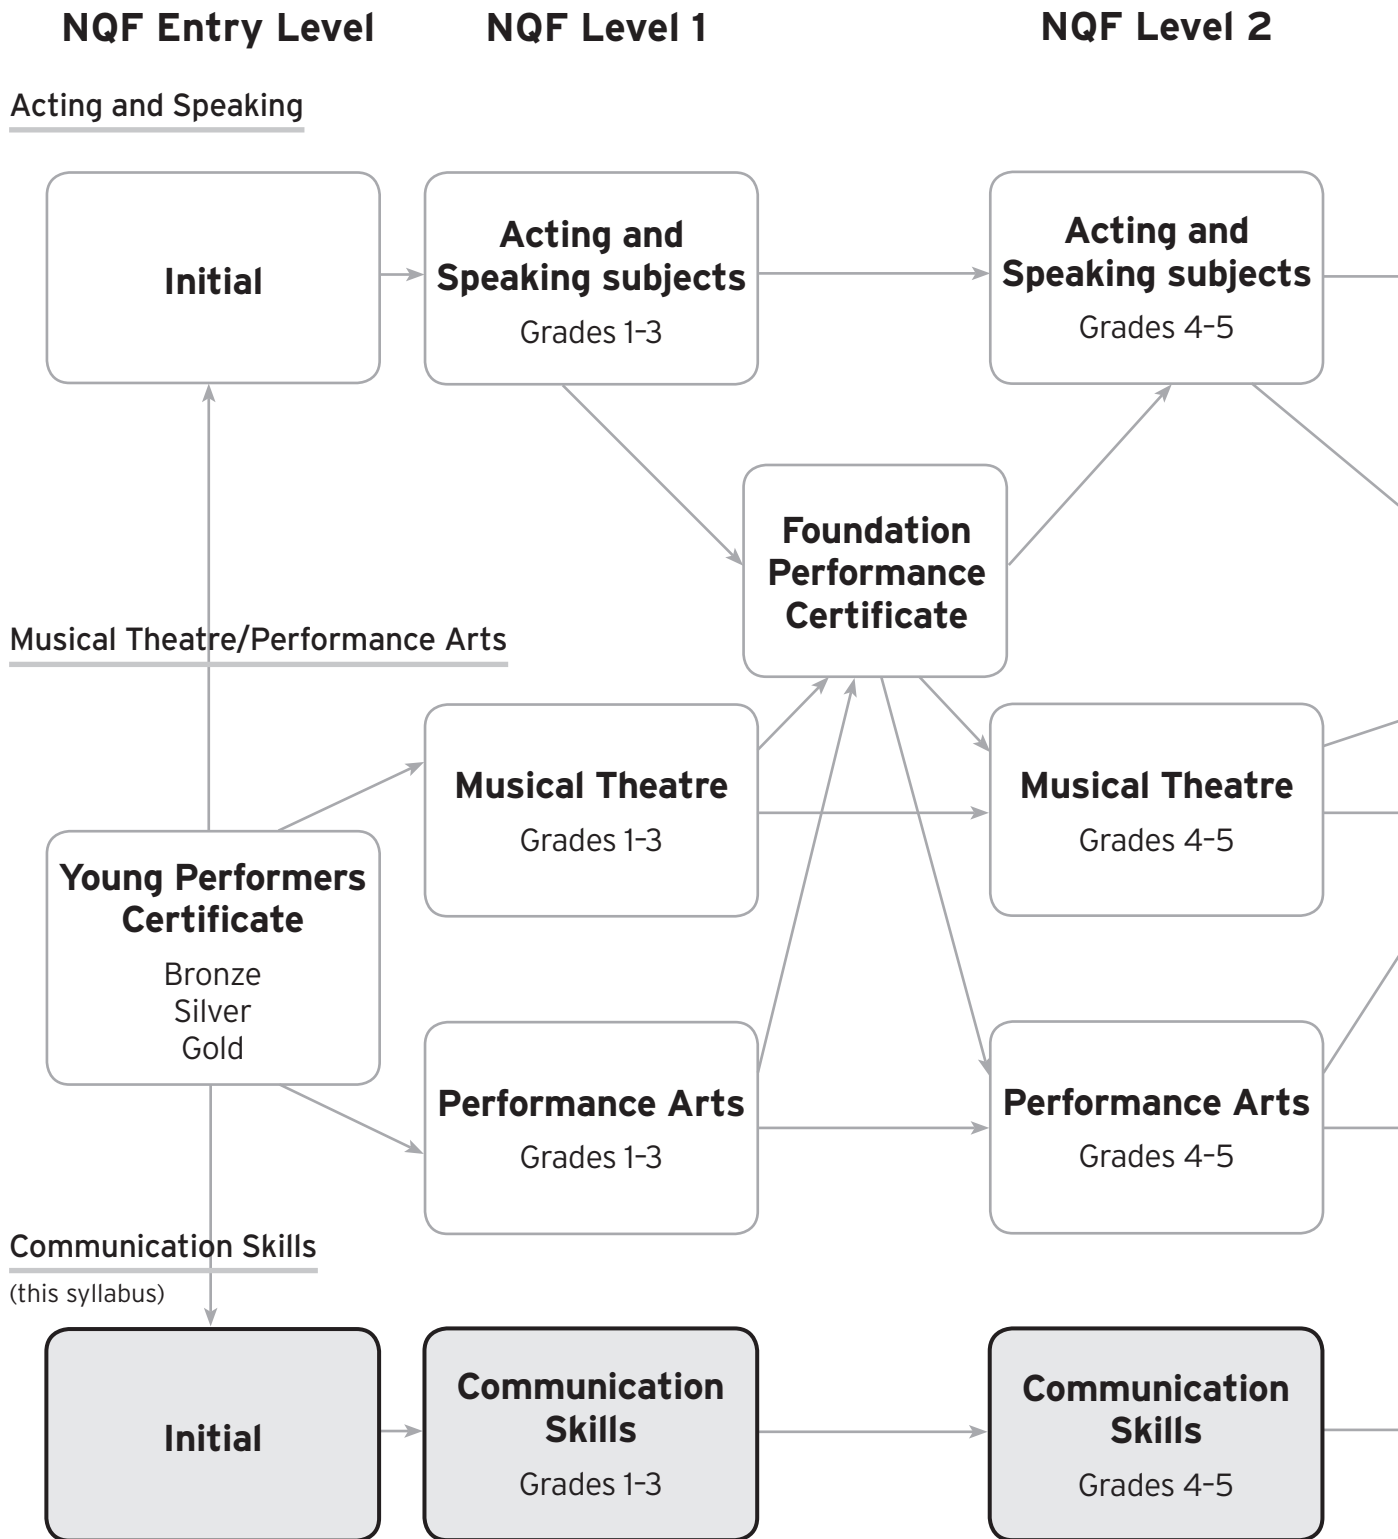 NQF Entry Level
NQF Level 1
NQF Level 2
Acting and Speaking
Initial
Acting and
Speaking subjects
Grades 1–3
Acting and
Speaking subjects
Grades 4–5
Foundation
Performance
Certificate
Musical Theatre/Performance Arts
Musical Theatre
Grades 1–3
Musical Theatre
Grades 4–5
Young Performers
Certificate
Bronze
Silver
Gold
Performance Arts
Grades 1–3
Performance Arts
Grades 4–5
Communication Skills
(this syllabus)
Initial
Communication
Skills
Grades 1–3
Communication
Skills
Grades 4–5